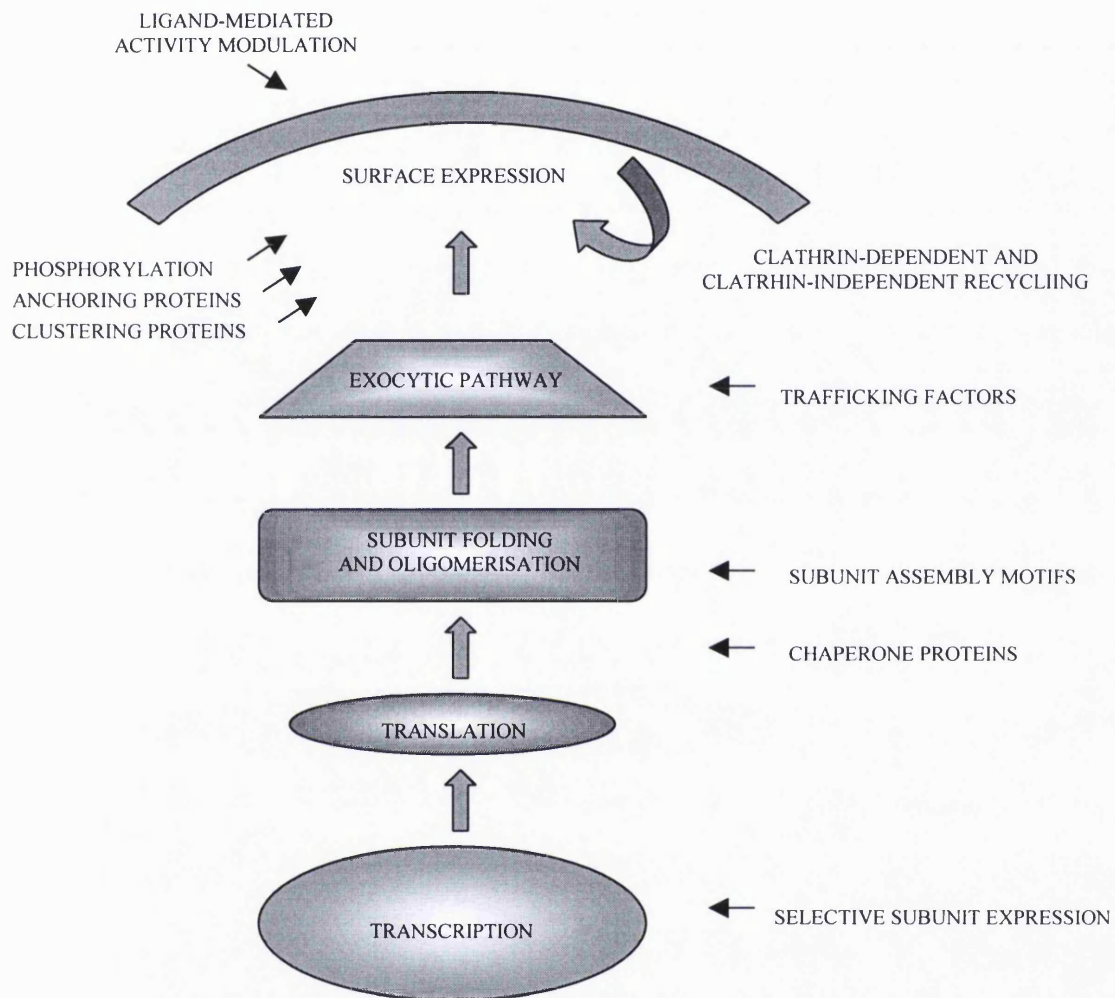 LIGAND-MEDIATED
ACTIVITY MODULATION
SURFACE EXPRESSION
PHOSPHORYLATION
ANCHORING PROTEINS
CLUSTERING PROTEINS
CLATHRIN-DEPENDENT AND
CLATRHIN-INDEPENDENT RECYCLIING
EXOCYTIC PATHWAY
TRAFFICKING FACTORS
SUBUNIT FOLDING
AND OLIGOMERISATION
SUBUNIT ASSEMBLY MOTIFS
CHAPERONE PROTEINS
TRANSLATION
TRANSCRIPTION
SELECTIVE SUBUNIT EXPRESSION